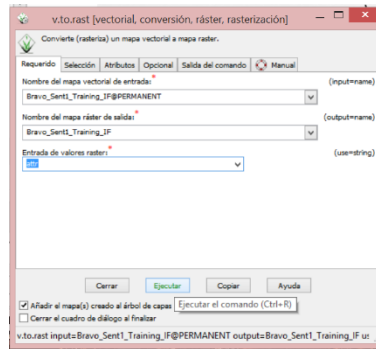 v.to.rast [vectorial, conversión, ráster, rasterización]
Convierte (rasteriza) un mapa vectorial a mapa raster.
Requerido Selección Atributos Opcional Salida del comando Manual
Nombre del mapa vectorial de entrada:* (input=name)
Bravo_Sent1_Training_IF@PERMANENT
Nombre del mapa ráster de salida:* (output=name)
Bravo_Sent1_Training_IF
Entrada de valores raster:* (use=string)
attr
Cerrar Ejecutar Copiar Ayuda
Añadir el mapa(s) creado al árbol de capas Ejecutar el comando (Ctrl+R)
Cerrar el cuadro de diálogo al finalizar
v.to.rast input=Bravo_Sent1_Training_IF@PERMANENT output=Bravo_Sent1_Training_IF us